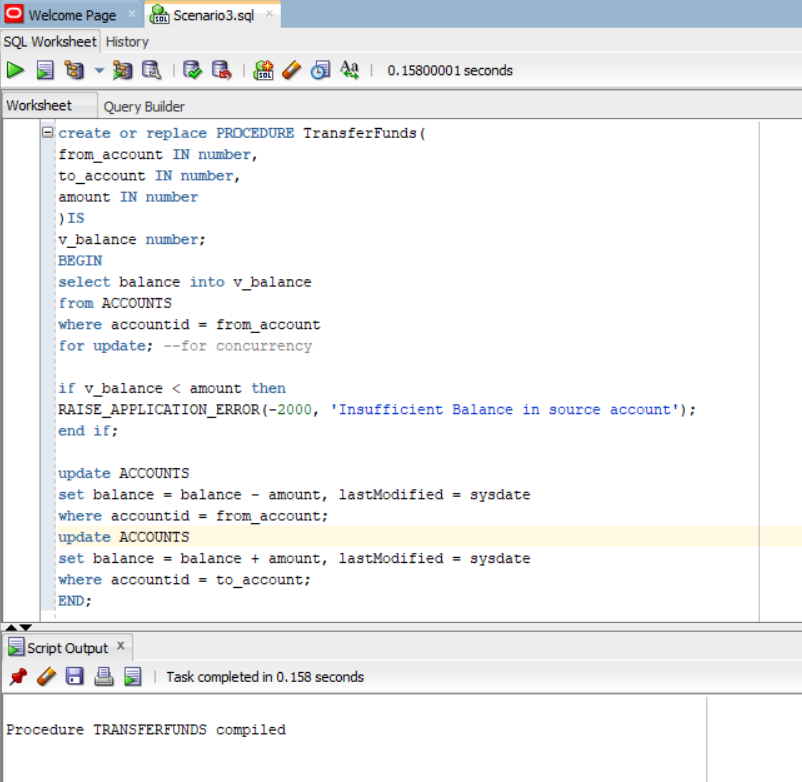 Welcome Page × Scenario3.sql ×
SQL Worksheet History
0.15800001 seconds
Worksheet Query Builder
create or replace PROCEDURE TransferFunds(
from_account IN number,
to_account IN number,
amount IN number
)IS
v_balance number;
BEGIN
select balance into v_balance
from ACCOUNTS
where accountid = from_account
for update; --for concurrency
if v_balance < amount then
RAISE_APPLICATION_ERROR(-2000, 'Insufficient Balance in source account');
end if;
update ACCOUNTS
set balance = balance - amount, lastModified = sysdate
where accountid = from_account;
update ACCOUNTS
set balance = balance + amount, lastModified = sysdate
where accountid = to_account;
END;
Script Output ×
Task completed in 0.158 seconds
Procedure TRANSFERFUNDS compiled